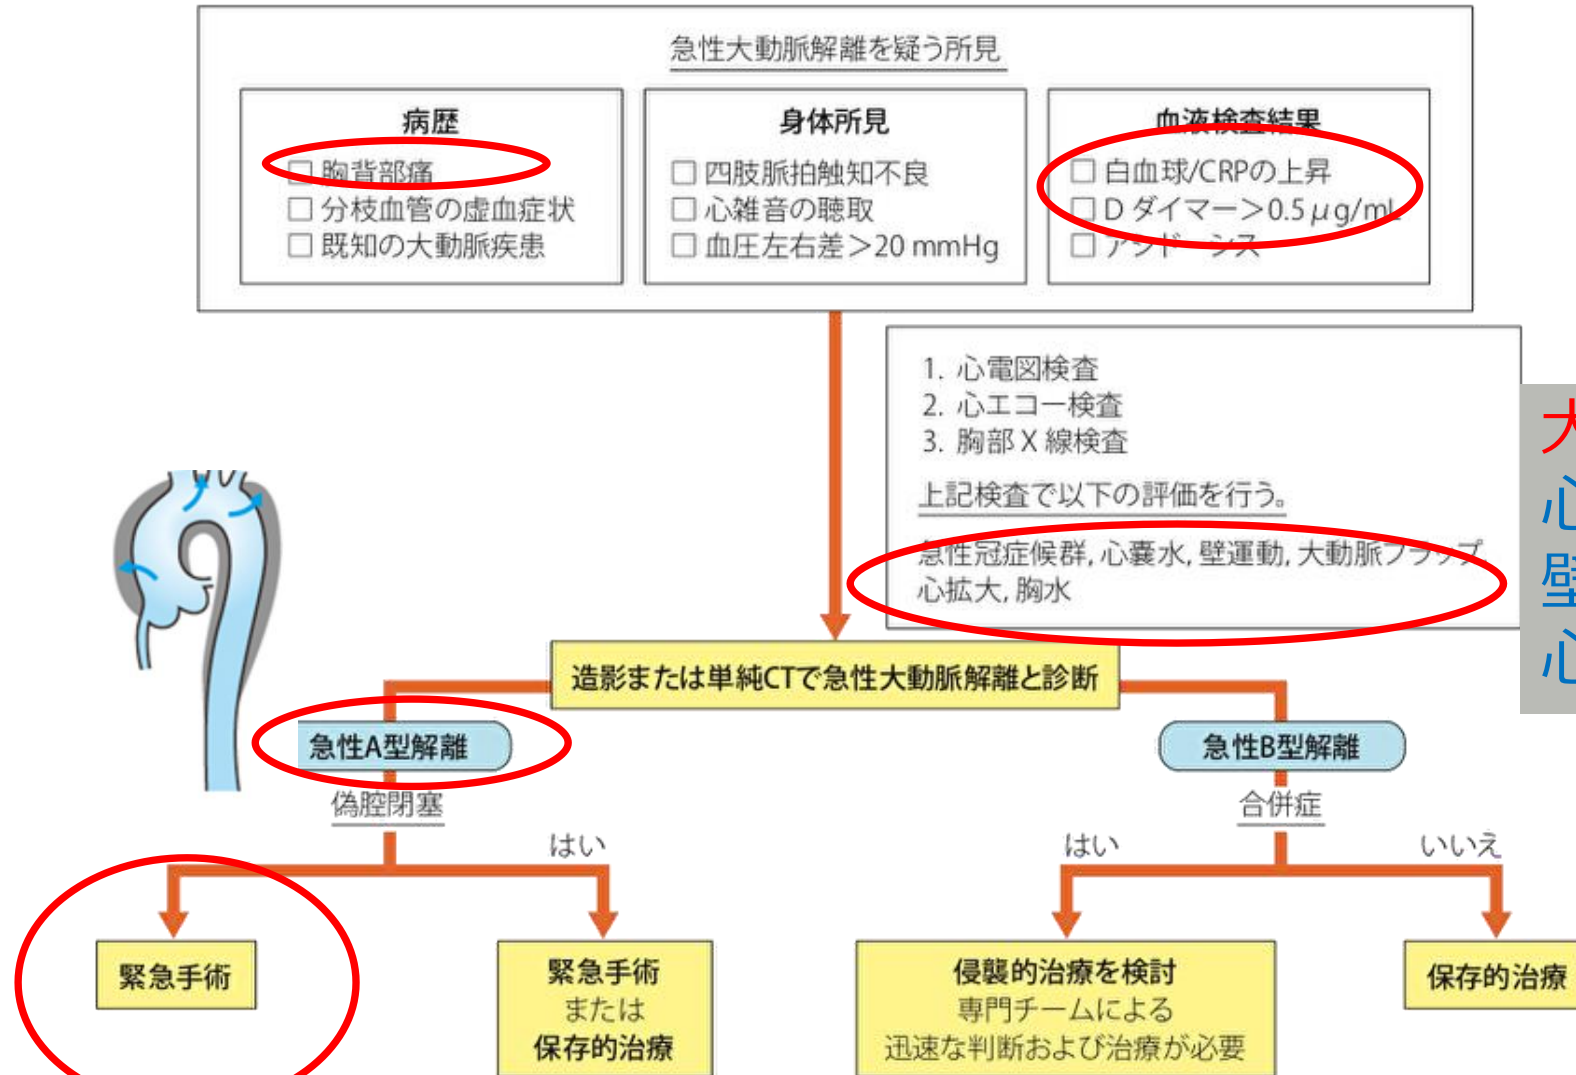 急性大動脈解離を疑う所見
病歴
□ 胸背部痛
□ 分枝血管の虚血症状
□ 既知の大動脈疾患
身体所見
□ 四肢脈拍触知不良
□ 心雑音の聴取
□ 血圧左右差＞20 mmHg
血液検査結果
□ 白血球/CRPの上昇
□ D ダイマー＞0.5 μg/mL
□ アシドーシス
1. 心電図検査
2. 心エコー検査
3. 胸部 X 線検査
上記検査で以下の評価を行う。
急性冠症候群, 心嚢水, 壁運動, 大動脈フラップ,
心拡大, 胸水
大
心
壁
心
造影または単純CTで急性大動脈解離と診断
急性A型解離
偽腔閉塞
はい
緊急手術
緊急手術
または
保存的治療
急性B型解離
合併症
はい
いいえ
侵襲的治療を検討
専門チームによる
迅速な判断および治療が必要
保存的治療